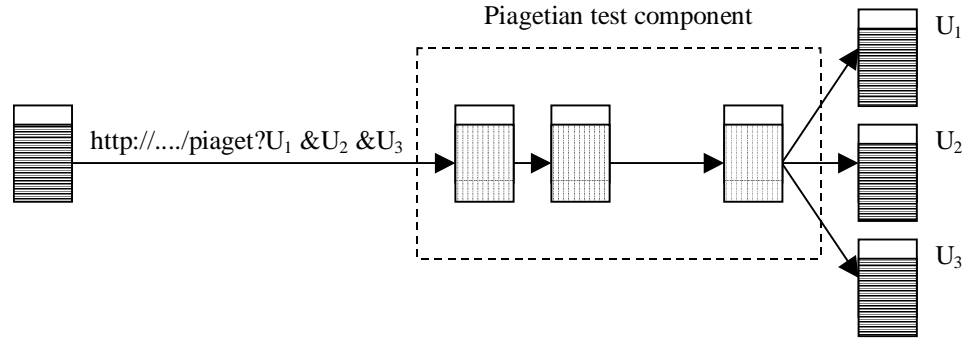 Piagetian test component
U₁
http://..../piaget?U₁ &U₂ &U₃
U₂
U₃